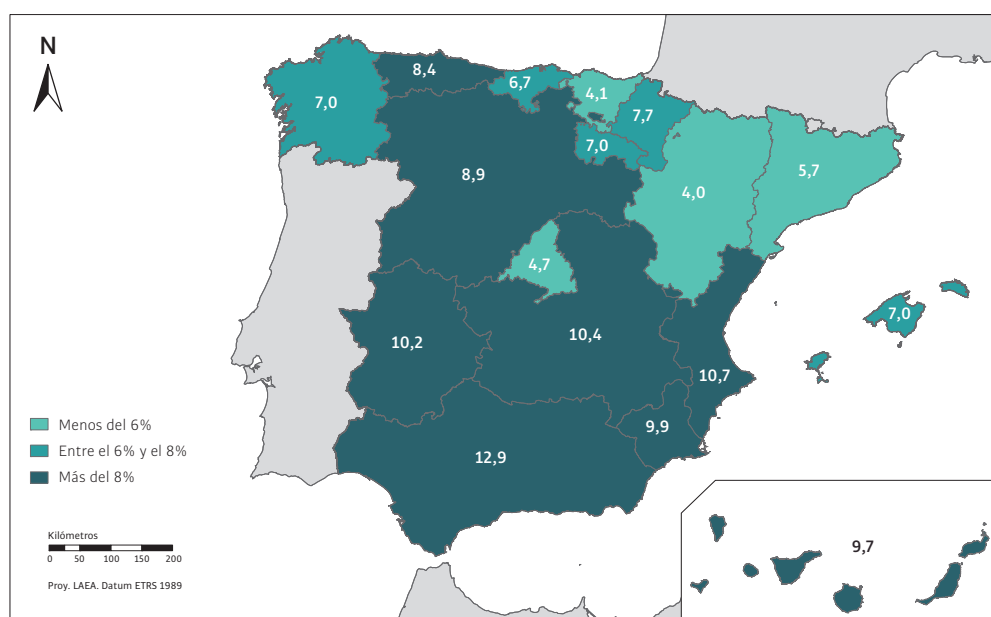 N
8,4
6,7
4,1
7,0
7,7
7,0
8,9
5,7
4,0
4,7
7,0
10,2
10,4
10,7
9,9
12,9
Menos del 6%
Entre el 6% y el 8%
Más del 8%
Kilómetros
0 50 100 150 200
Proy. LAEA. Datum ETRS 1989
9,7